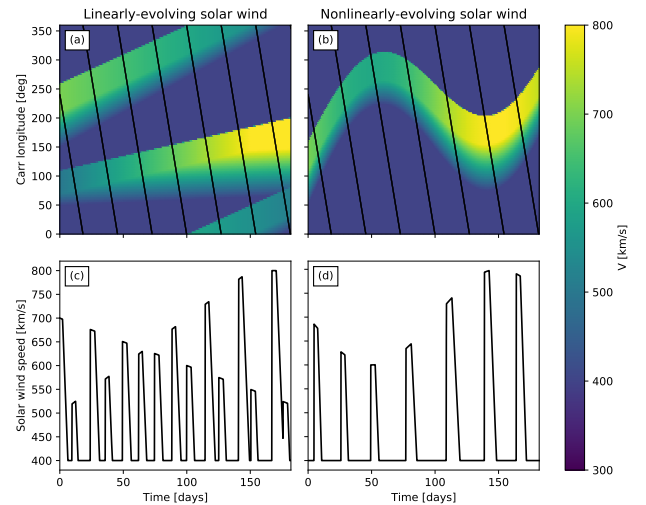 Linearly-evolving solar wind
Nonlinearly-evolving solar wind
(a)
(b)
350
300
250
200
150
100
50
0
Carr longitude [deg]
(c)
(d)
800
750
700
650
600
550
500
450
400
Solar wind speed [km/s]
0 50 100 150
Time [days]
0 50 100 150
Time [days]
800
700
600
500
400
300
V [km/s]